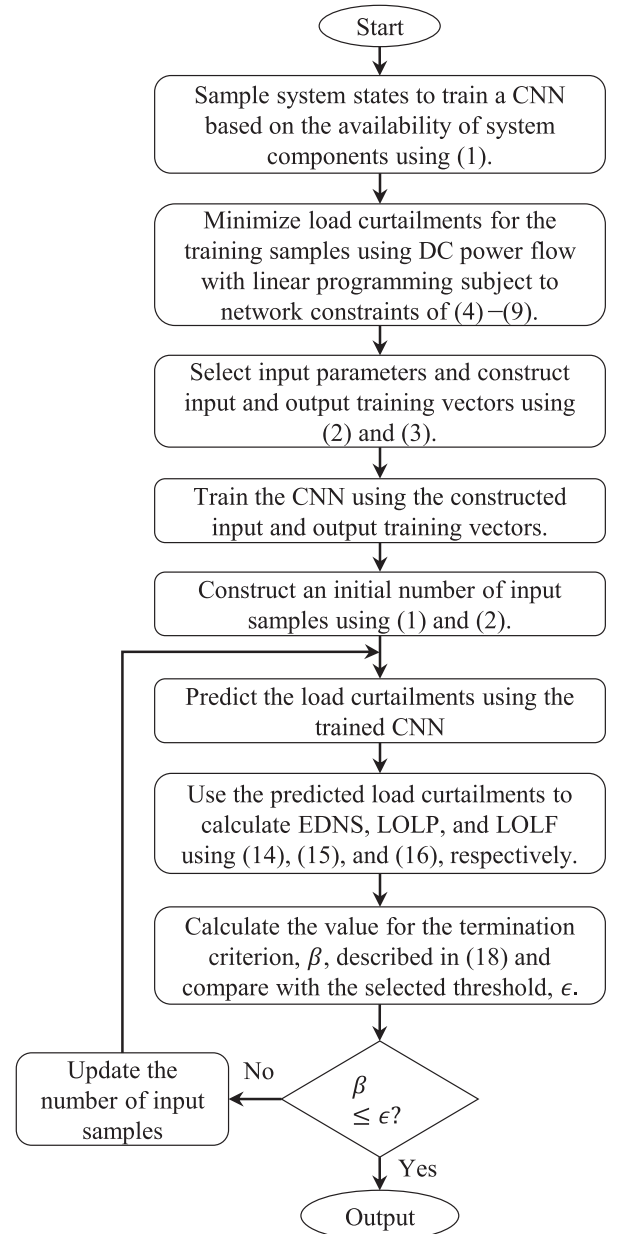 Start
Sample system states to train a CNN
based on the availability of system
components using (1).
Minimize load curtailments for the
training samples using DC power flow
with linear programming subject to
network constraints of (4)−(9).
Select input parameters and construct
input and output training vectors using
(2) and (3).
Train the CNN using the constructed
input and output training vectors.
Construct an initial number of input
samples using (1) and (2).
Predict the load curtailments using the
trained CNN
Use the predicted load curtailments to
calculate EDNS, LOLP, and LOLF
using (14), (15), and (16), respectively.
Calculate the value for the termination
criterion, β, described in (18) and
compare with the selected threshold, ϵ.
Update the
number of input
samples
No
β
≤ ϵ?
Yes
Output